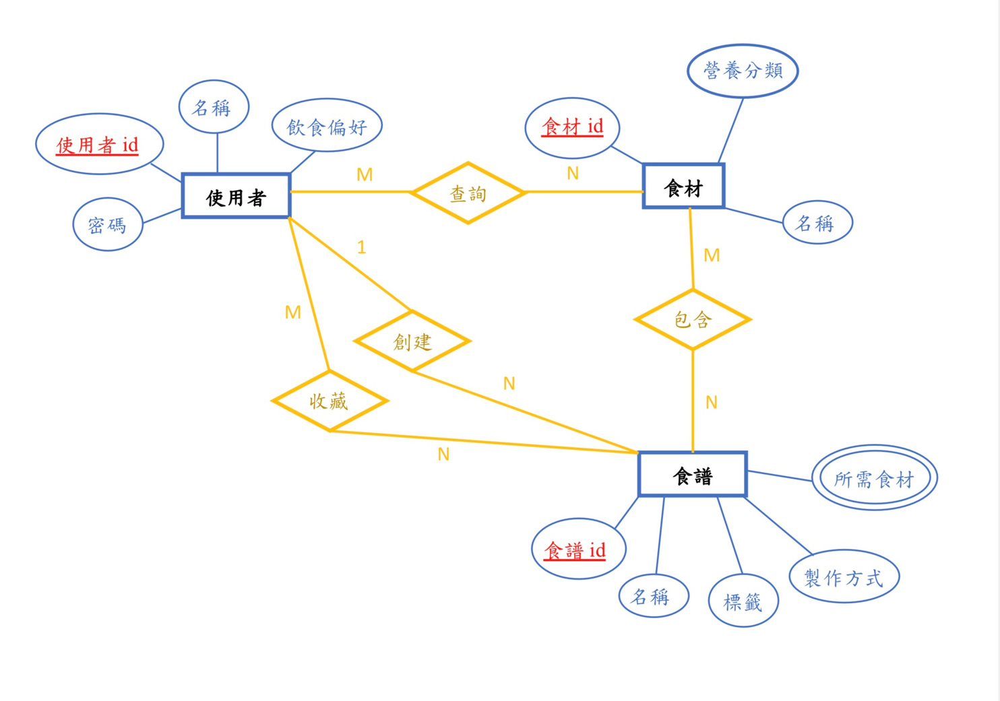 營養分類
名稱
飲食偏好
食材 id
使用者 id
使用者
M
查詢
N
食材
密碼
名稱
1
M
M
包含
創建
收藏
N
N
N
食譜
所需食材
食譜 id
名稱
標籤
製作方式